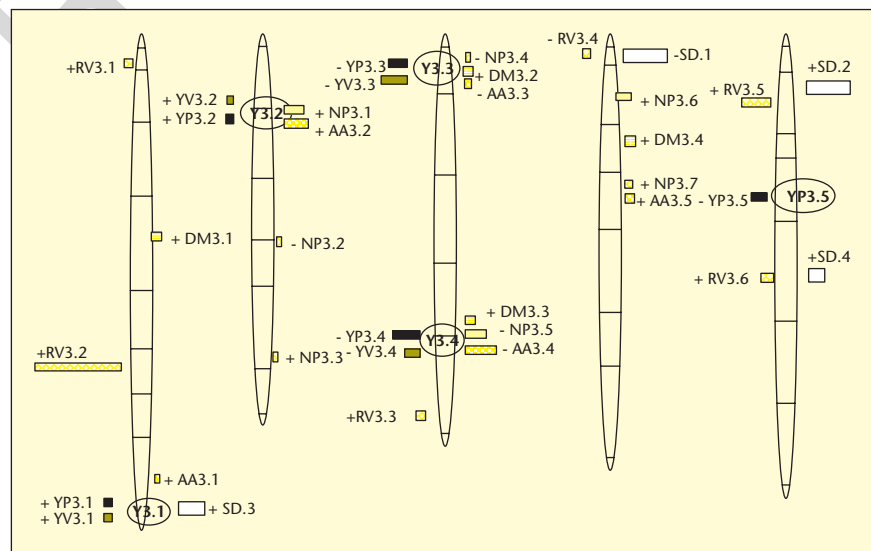 +RV3.1
+ DM3.1
+RV3.2
+ AA3.1
+ YP3.1
+ YV3.1
Y3.1
+ SD.3
+ YV3.2
+ YP3.2
Y3.2
+ NP3.1
+ AA3.2
- NP3.2
+ NP3.3
- YP3.3
- YV3.3
Y3.3
- NP3.4
+ DM3.2
- AA3.3
- YP3.4
- YV3.4
Y3.4
+ DM3.3
- NP3.5
- AA3.4
+RV3.3
- RV3.4
-SD.1
+ NP3.6
+ DM3.4
+ NP3.7
+ AA3.5
+ RV3.5
+SD.2
- YP3.5
YP3.5
+ RV3.6
+SD.4